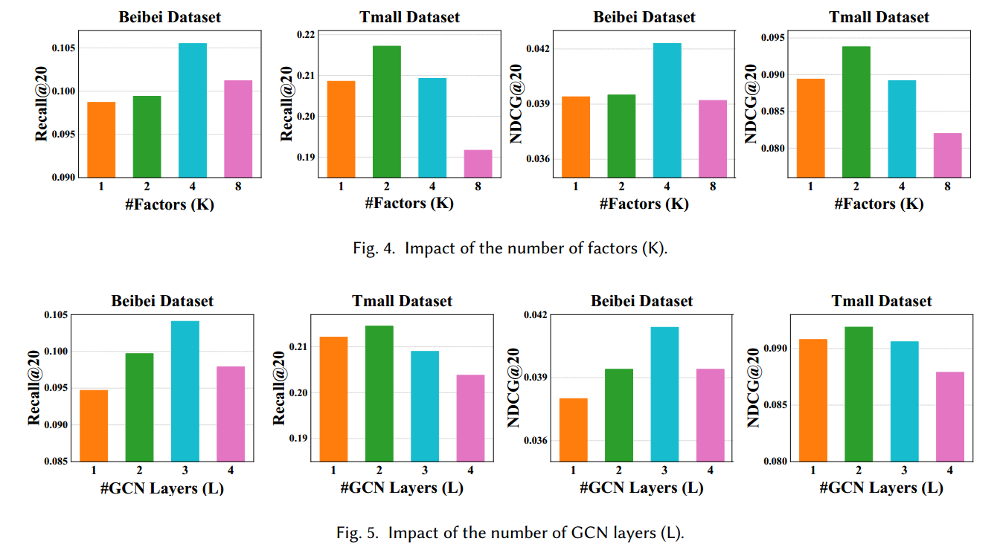 Beibei Dataset
Recall@20
0.105
0.100
0.095
0.090
1 2 4 8
#Factors (K)
Tmall Dataset
Recall@20
0.22
0.21
0.20
0.19
1 2 4 8
#Factors (K)
Beibei Dataset
NDCG@20
0.042
0.039
0.036
1 2 4 8
#Factors (K)
Tmall Dataset
NDCG@20
0.095
0.090
0.085
0.080
1 2 4 8
#Factors (K)
Fig. 4. Impact of the number of factors (K).
Beibei Dataset
Recall@20
0.105
0.100
0.095
0.090
0.085
1 2 3 4
#GCN Layers (L)
Tmall Dataset
Recall@20
0.21
0.20
0.19
1 2 3 4
#GCN Layers (L)
Beibei Dataset
NDCG@20
0.042
0.039
0.036
1 2 3 4
#GCN Layers (L)
Tmall Dataset
NDCG@20
0.090
0.085
0.080
1 2 3 4
#GCN Layers (L)
Fig. 5. Impact of the number of GCN layers (L).